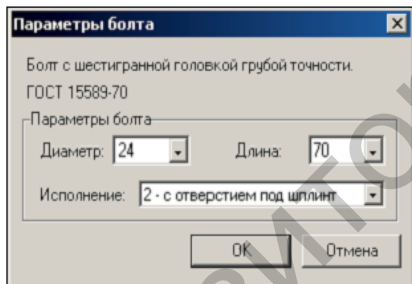 Параметры болта
Болт с шестигранной головкой грубой точности.
ГОСТ 15589-70
Параметры болта
Диаметр: 24 Длина: 70
Исполнение: 2 - с отверстием под шплинт
OK Отмена